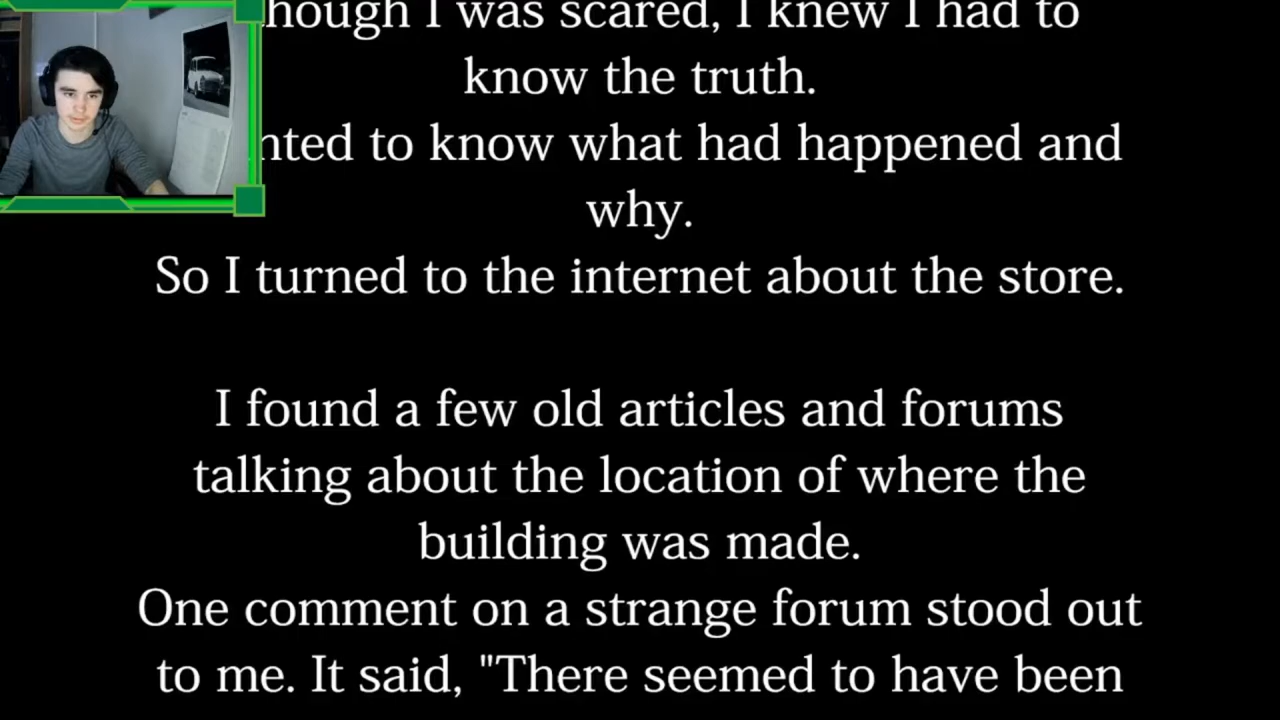 I was scared, I knew I had to
know the truth.
to know what had happened and
why.
So I turned to the internet about the store.
I found a few old articles and forums
talking about the location of where the
building was made.
One comment on a strange forum stood out
to me. It said, "There seemed to have been